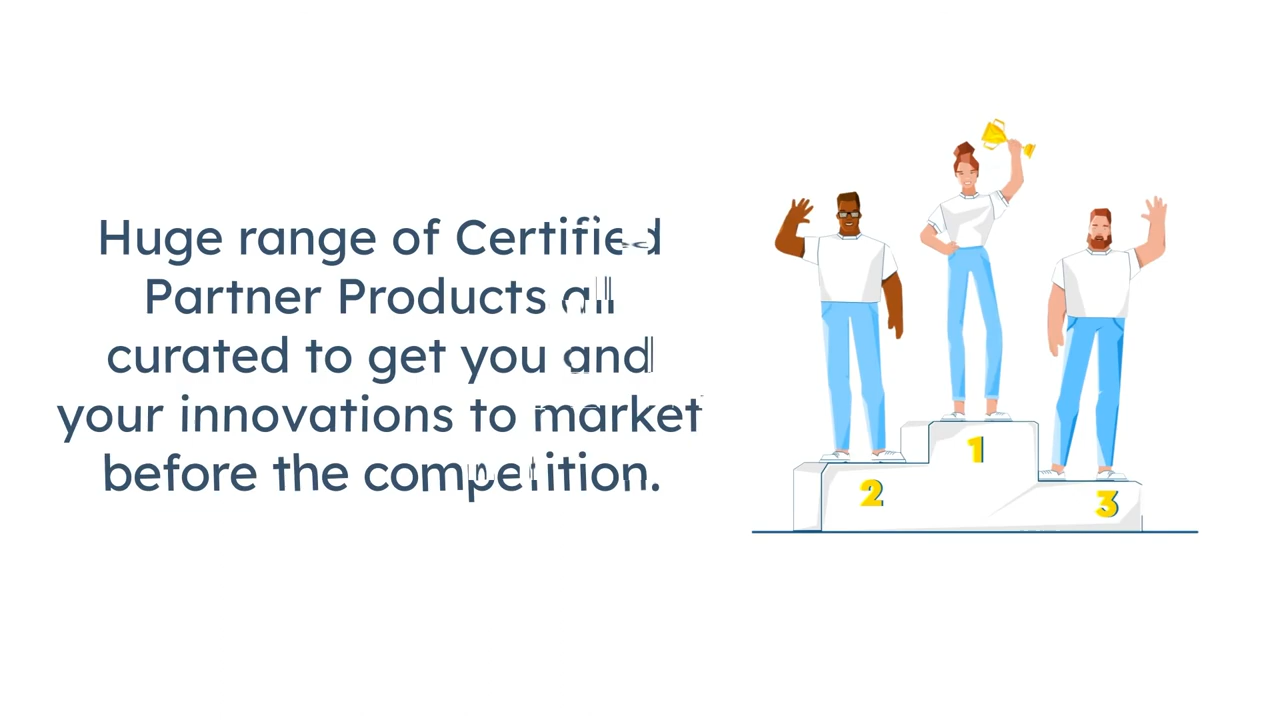 Huge range of Certified
Partner Products all
curated to get you and
your innovations to market
before the competition.
1
2
3